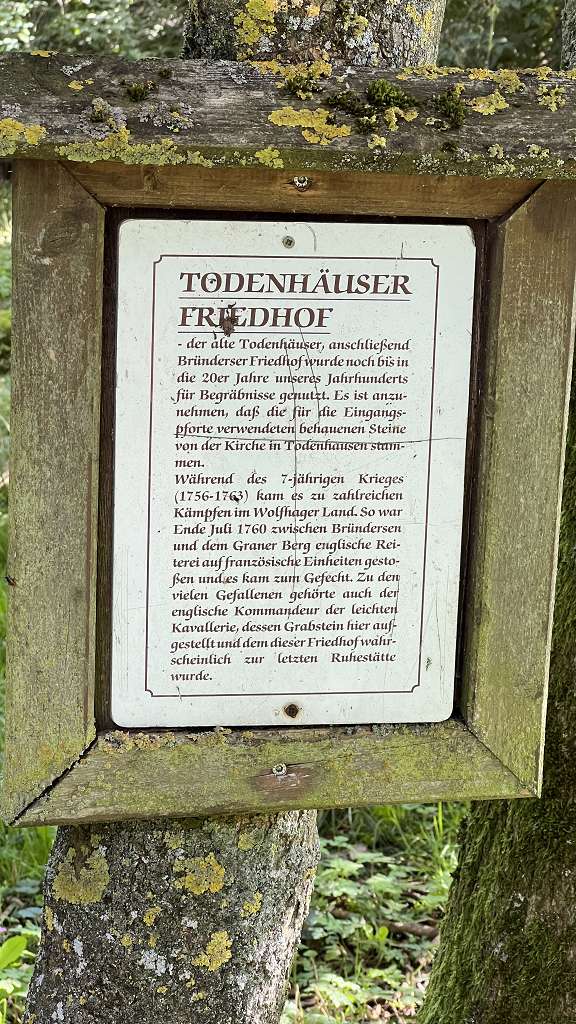 TODENHÄUSER
FRIEDHOF
- der alte Todenhäuser, anschließend
Bründerser Friedhof wurde noch bis in
die 20er Jahre unseres Jahrhunderts
für Begräbnisse genutzt. Es ist anzu-
nehmen, daß die für die Eingangs-
pforte verwendeten behauenen Steine
von der Kirche in Todenhausen stam-
men.
Während des 7-jährigen Krieges
(1756-1763) kam es zu zahlreichen
Kämpfen im Wolfhager Land. So war
Ende Juli 1760 zwischen Bründersen
und dem Graner Berg englische Rei-
terei auf französische Einheiten gesto-
ßen und es kam zum Gefecht. Zu den
vielen Gefallenen gehörte auch der
englische Kommandeur der leichten
Kavallerie, dessen Grabstein hier auf-
gestellt und dem dieser Friedhof wahr-
scheinlich zur letzten Ruhestätte
wurde.